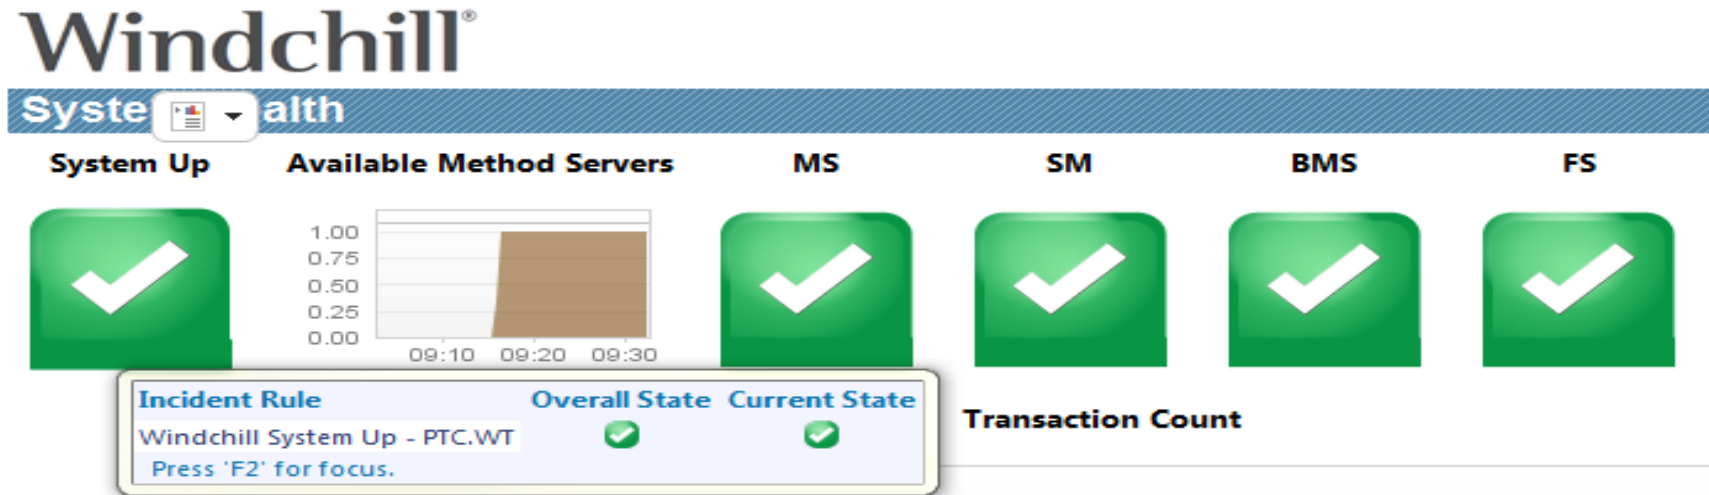 Windchill®
Syste alth
System Up Available Method Servers MS SM BMS FS
1.00
0.75
0.50
0.25
0.00
09:10 09:20 09:30
Incident Rule Overall State Current State
Windchill System Up - PTC.WT
Press 'F2' for focus.
Transaction Count